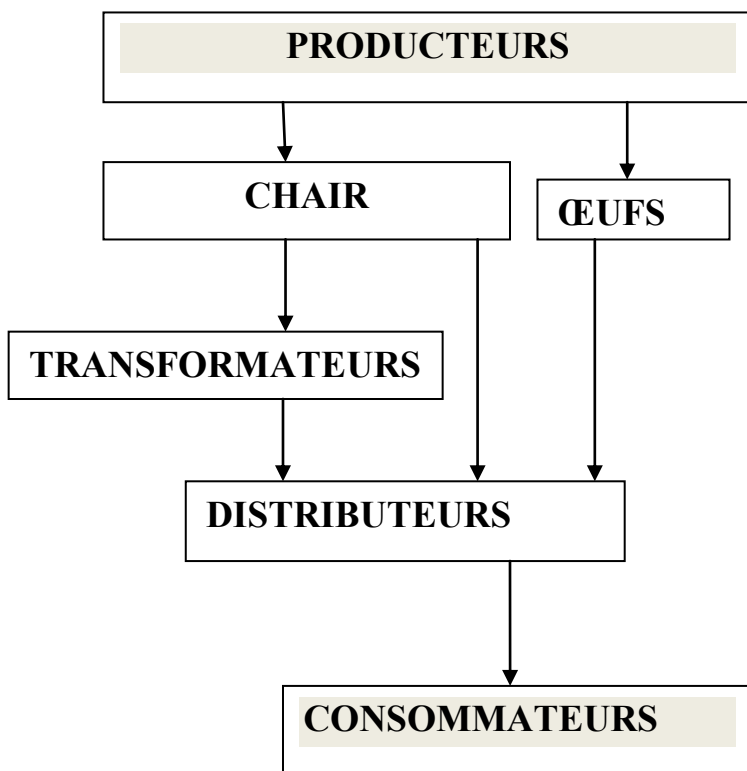 PRODUCTEURS
CHAIR
ŒUFS
TRANSFORMATEURS
DISTRIBUTEURS
CONSOMMATEURS